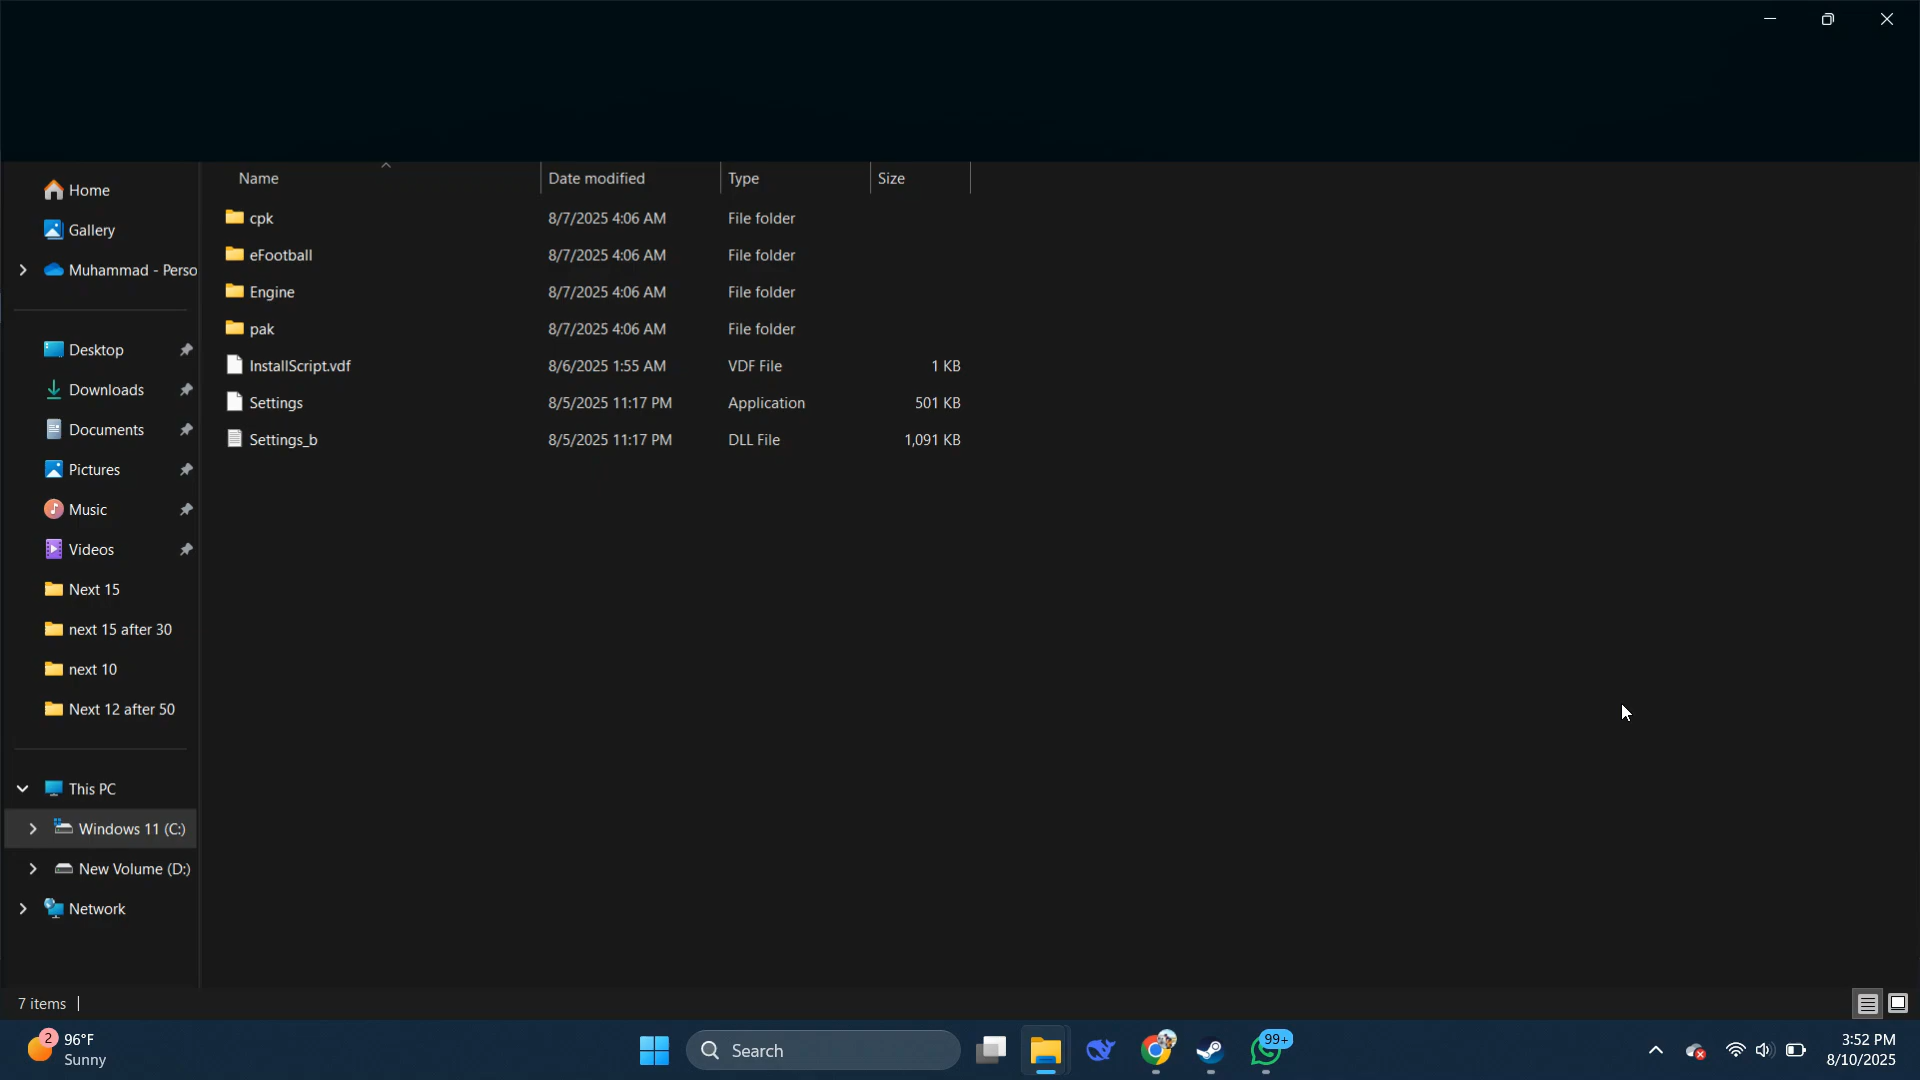 Name Date modified Type Size
Home
Gallery
Muhammad - Perso
Desktop
Downloads
Documents
Pictures
Music
Videos
Next 15
next 15 after 30
next 10
Next 12 after 50
This PC
Windows 11 (C:)
New Volume (D:)
Network
cpk 8/7/2025 4:06 AM File folder
eFootball 8/7/2025 4:06 AM File folder
Engine 8/7/2025 4:06 AM File folder
pak 8/7/2025 4:06 AM File folder
InstallScript.vdf 8/6/2025 1:55 AM VDF File 1 KB
Settings 8/5/2025 11:17 PM Application 501 KB
Settings_b 8/5/2025 11:17 PM DLL File 1,091 KB
7 items
2 96°F
Sunny
Search
99+
3:52 PM
8/10/2025